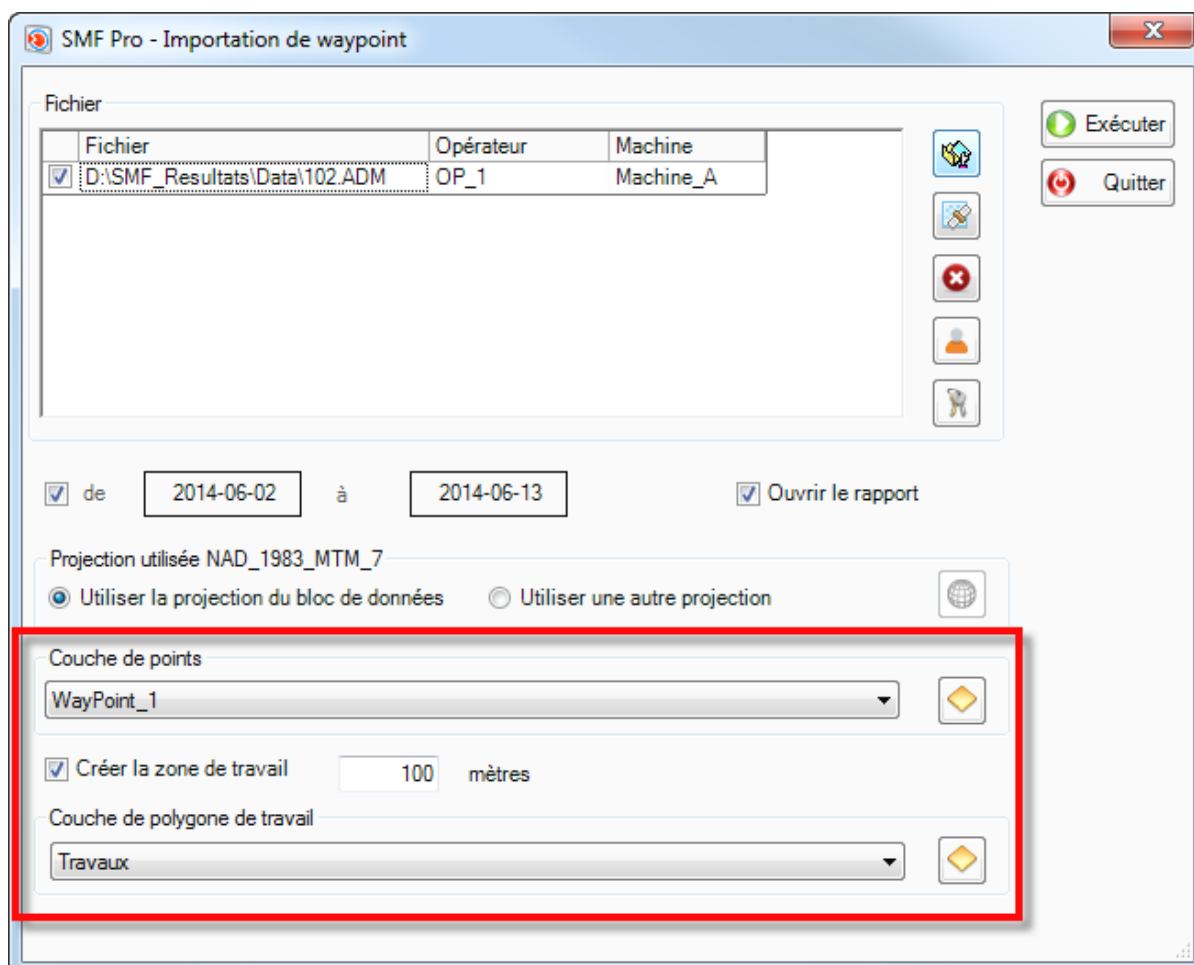 SMF Pro - Importation de waypoint
x
Fichier
Fichier Opérateur Machine
D:\SMF_Resultats\Data\102.ADM OP_1 Machine_A
Exécuter
Quitter
de 2014-06-02 à 2014-06-13 Ouvrir le rapport
Projection utilisée NAD_1983_MTM_7
Utiliser la projection du bloc de données Utiliser une autre projection
Couche de points
WayPoint_1
Créer la zone de travail 100 mètres
Couche de polygone de travail
Travaux